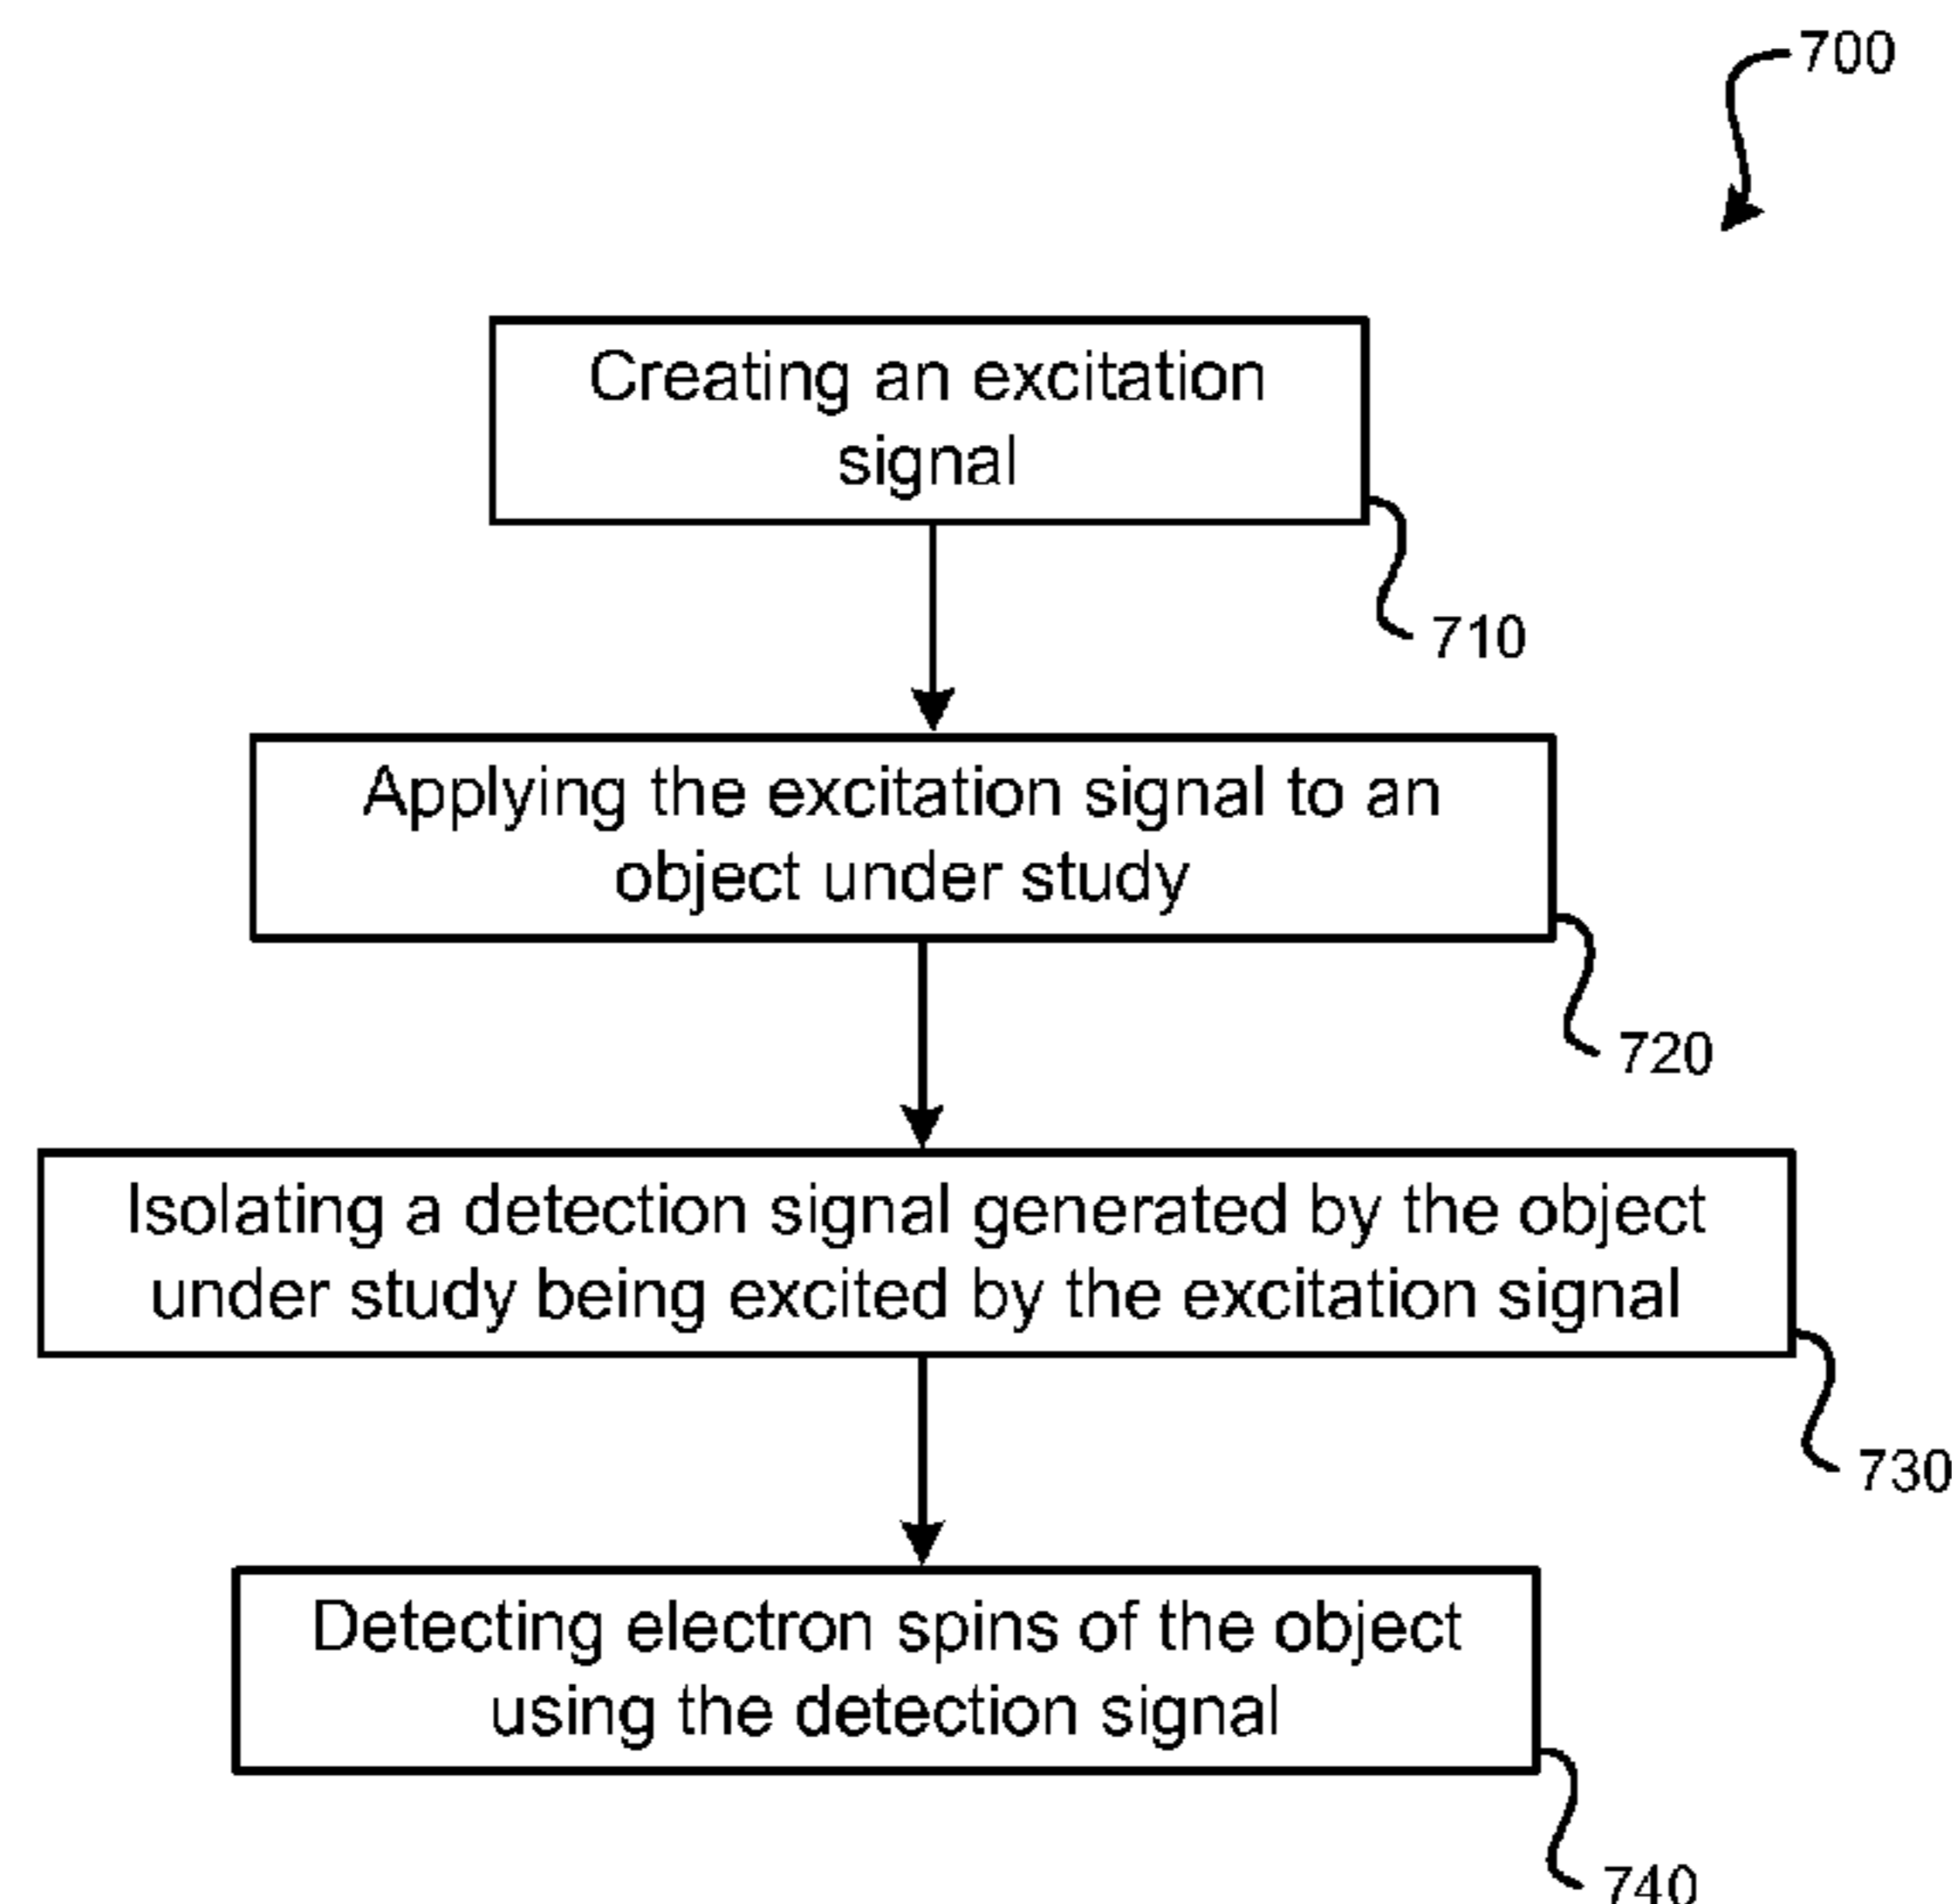 700
Creating an excitation
signal
710
Applying the excitation signal to an
object under study
720
Isolating a detection signal generated by the object
under study being excited by the excitation signal
730
Detecting electron spins of the object
using the detection signal
740